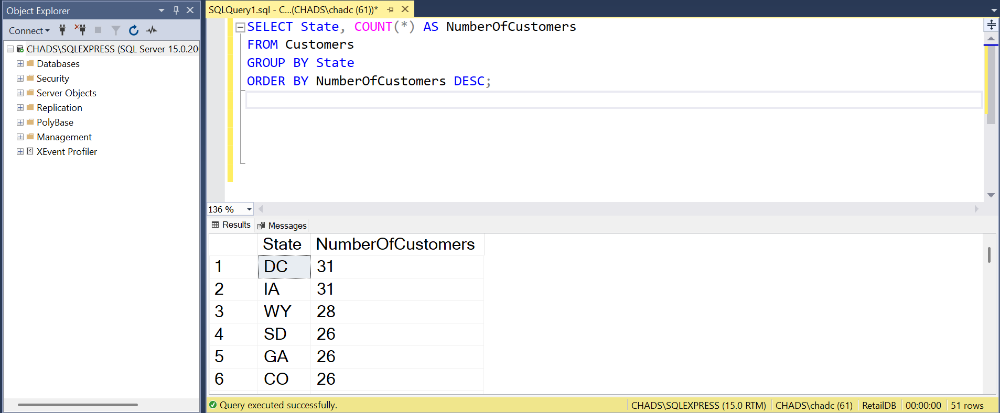 Object Explorer
Connect
CHADS\SQLEXPRESS (SQL Server 15.0.20
Databases
Security
Server Objects
Replication
PolyBase
Management
XEvent Profiler
SQLQuery1.sql - C...(CHADS\chadc (61))*
SELECT State, COUNT(*) AS NumberOfCustomers
FROM Customers
GROUP BY State
ORDER BY NumberOfCustomers DESC;
136 %
Results Messages
State NumberOfCustomers
1 DC 31
2 IA 31
3 WY 28
4 SD 26
5 GA 26
6 CO 26
Query executed successfully. CHADS\SQLEXPRESS (15.0 RTM) CHADS\chadc (61) RetailDB 00:00:00 51 rows